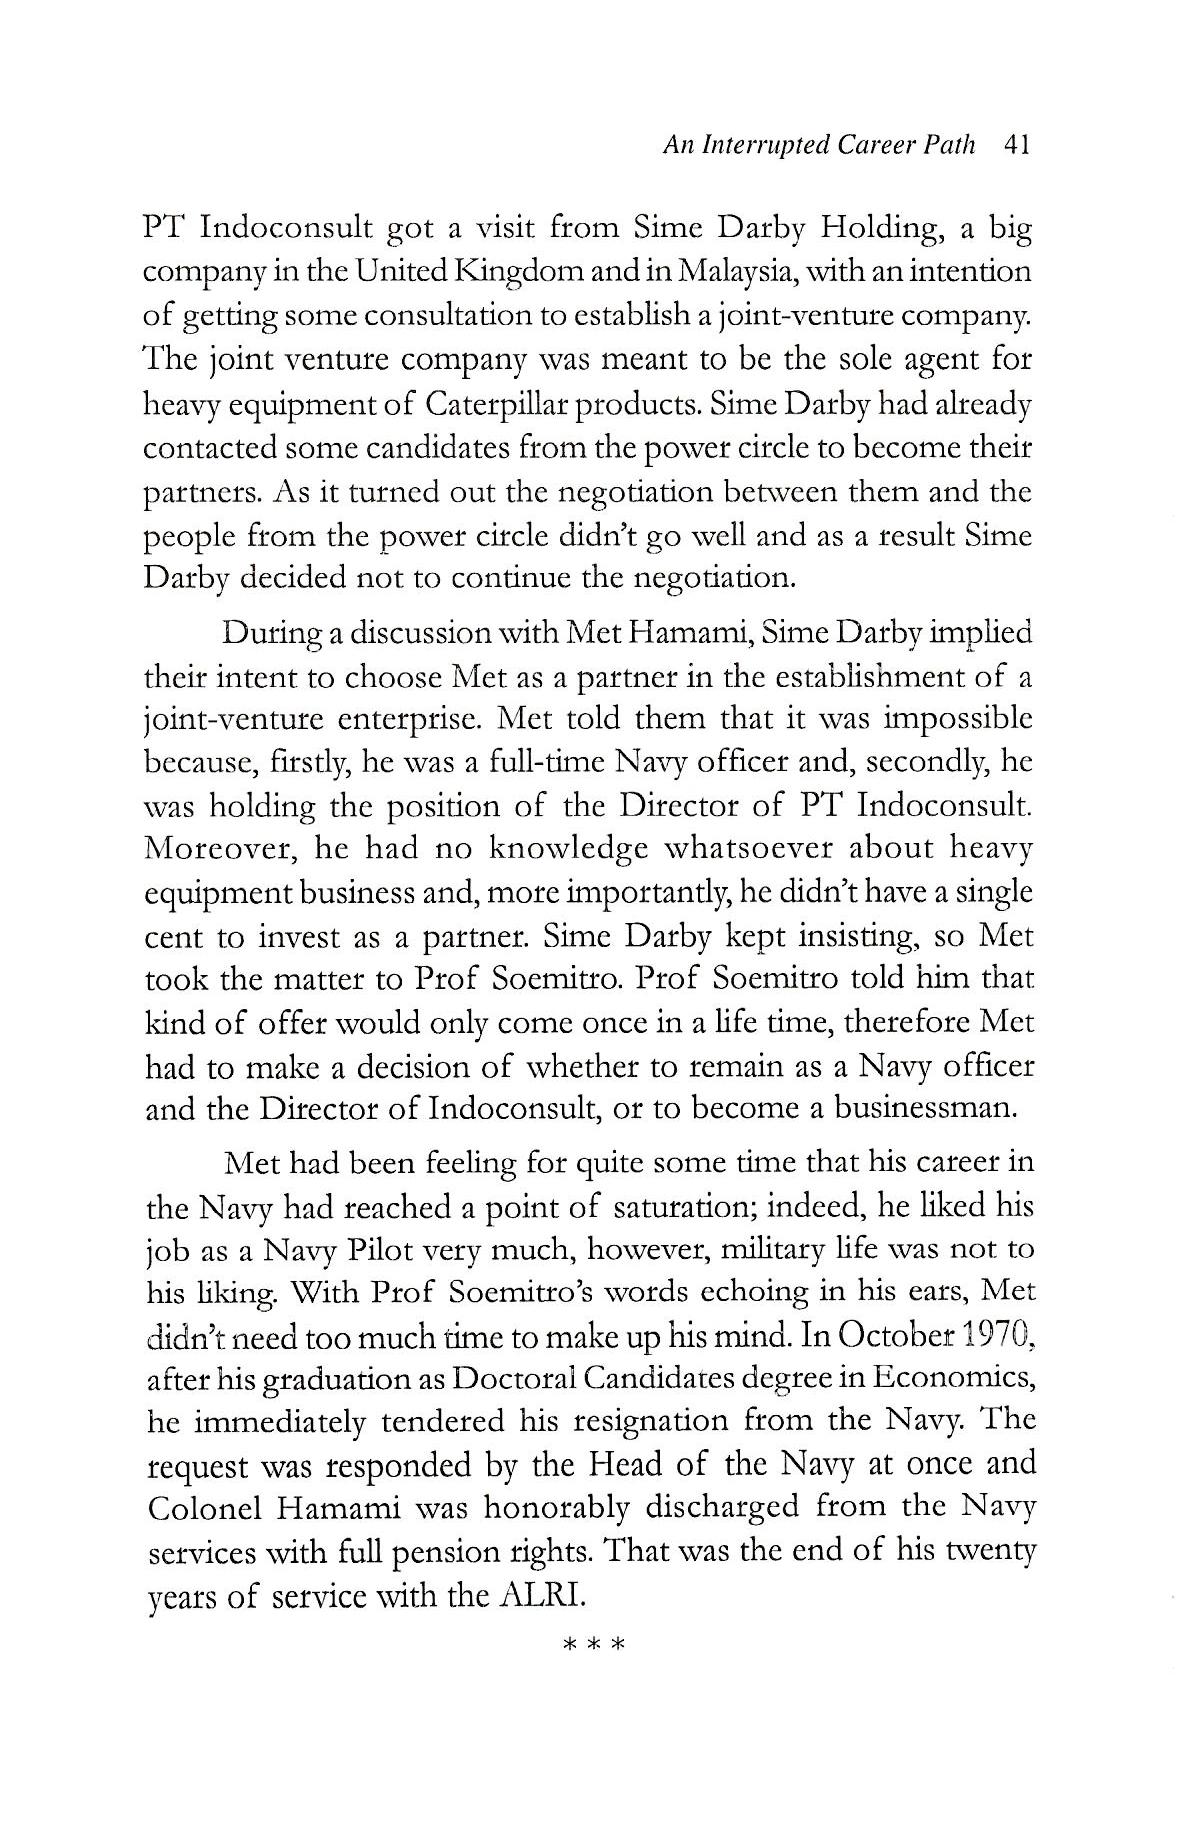 An Interrupted Career Path 41
PT Indoconsult got a visit from Sime Darby Holding, a big
company in the United Kingdom and in Malaysia, with an intention
of getting some consultation to establish a joint-venture company.
The joint venture company was meant to be the sole agent for
heavy equipment of Caterpillar products. Sime Darby had already
contacted some candidates from the power circle to become their
partners. As it turned out the negotiation between them and the
people from the power circle didn't go well and as a result Sime
Darby decided not to continue the negotiation.
During a discussion with Met Hamami, Sime Darby implied
their intent to choose Met as a partner in the establishment of a
joint-venture enterprise. Met told them that it was impossible
because, firstly, he was a full-time Navy officer and, secondly, he
was holding the position of the Director of PT Indoconsult.
Moreover, he had no knowledge whatsoever about heavy
equipment business and, more importantly, he didn't have a single
cent to invest as a partner. Sime Darby kept insisting, so Met
took the matter to Prof Soemitro. Prof Soemitro told him that
kind of offer would only come once in a life time, therefore Met
had to make a decision of whether to remain as a Navy officer
and the Director of Indoconsult, or to become a businessman.
Met had been feeling for quite some time that his career in
the Navy had reached a point of saturation; indeed, he liked his
job as a Navy Pilot very much, however, military life was not to
his liking. With Prof Soemitro's words echoing in his ears, Met
didn't need too much time to make up his mind. In October 1970,
after his graduation as Doctoral Candidates degree in Economics,
he immediately tendered his resignation from the Navy. The
request was responded by the Head of the Navy at once and
Colonel Hamami was honorably discharged from the Navy
services with full pension rights. That was the end of his twenty
years of service with the ALRI.
* * *